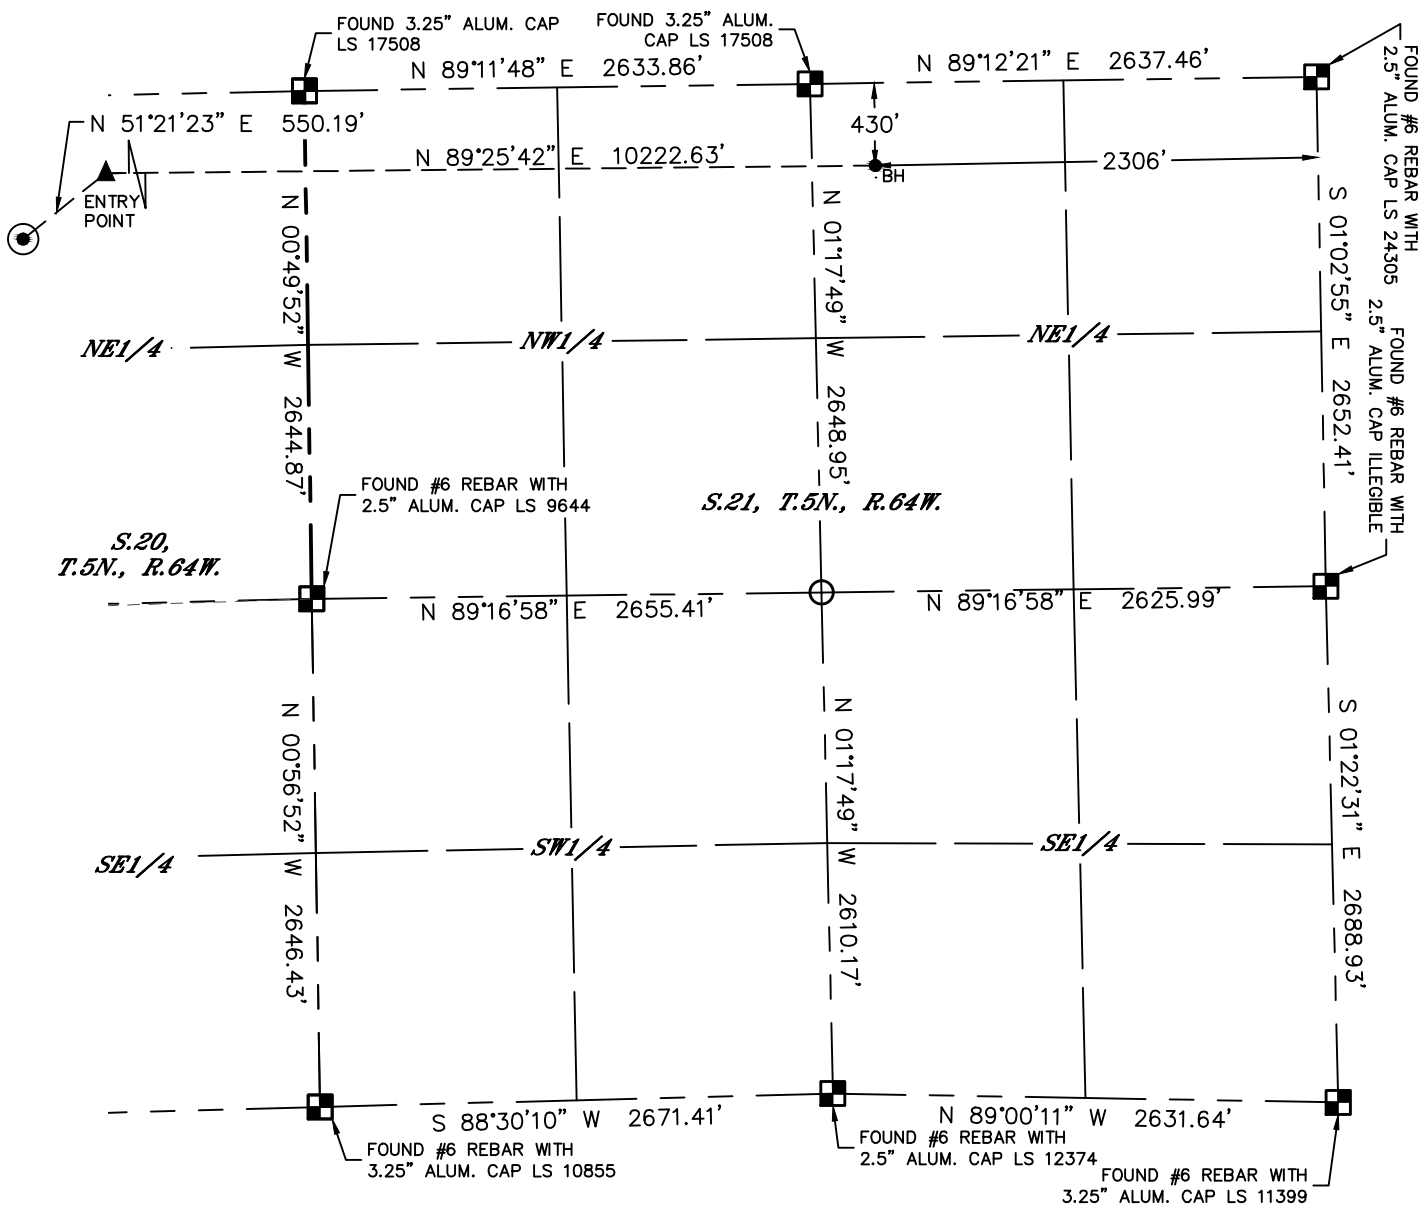 FOUND 3.25" ALUM. CAP
LS 17508
FOUND 3.25" ALUM.
CAP LS 17508
N 89°11'48" E 2633.86'
N 89°12'21" E 2637.46'
FOUND #6 REBAR WITH
2.5" ALUM. CAP LS 24305
N 51°21'23" E 550.19'
430'
N 89°25'42" E 10222.63'
2306'
BH
ENTRY
POINT
N 00°49'52" W 2644.87'
N 01°17'49" W 2648.95'
S 01°02'55" E 2652.41'
NE1/4
NW1/4
NE1/4
FOUND #6 REBAR WITH
2.5" ALUM. CAP ILLEGIBLE
FOUND #6 REBAR WITH
2.5" ALUM. CAP LS 9644
S.21, T.5N., R.64W.
S.20,
T.5N., R.64W.
N 89°16'58" E 2655.41'
N 89°16'58" E 2625.99'
N 00°56'52" W 2646.43'
N 01°17'49" W 2610.17'
S 01°22'31" E 2688.93'
SE1/4
SW1/4
SE1/4
S 88°30'10" W 2671.41'
N 89°00'11" W 2631.64'
FOUND #6 REBAR WITH
3.25" ALUM. CAP LS 10855
FOUND #6 REBAR WITH
2.5" ALUM. CAP LS 12374
FOUND #6 REBAR WITH
3.25" ALUM. CAP LS 11399